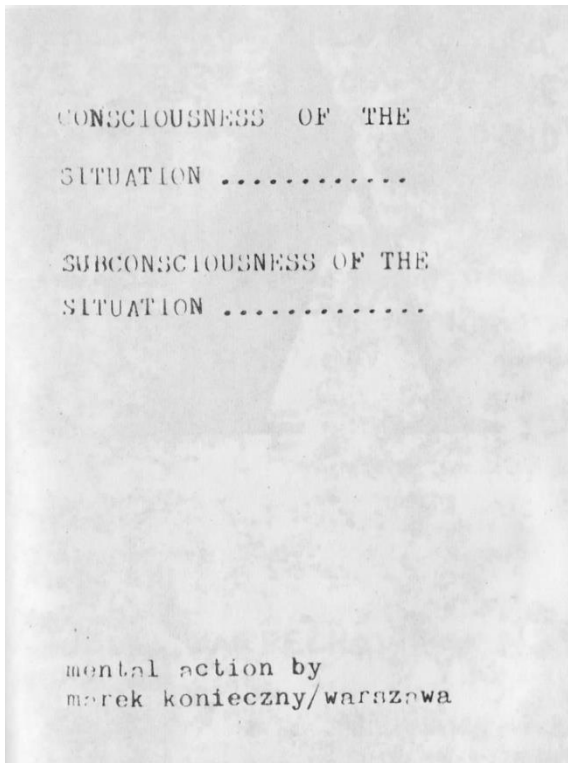 CONSCIOUSNESS OF THE
SITUATION ............
SUBCONSCIOUSNESS OF THE
SITUATION .............
mental action by
marek konieczny/warszawa